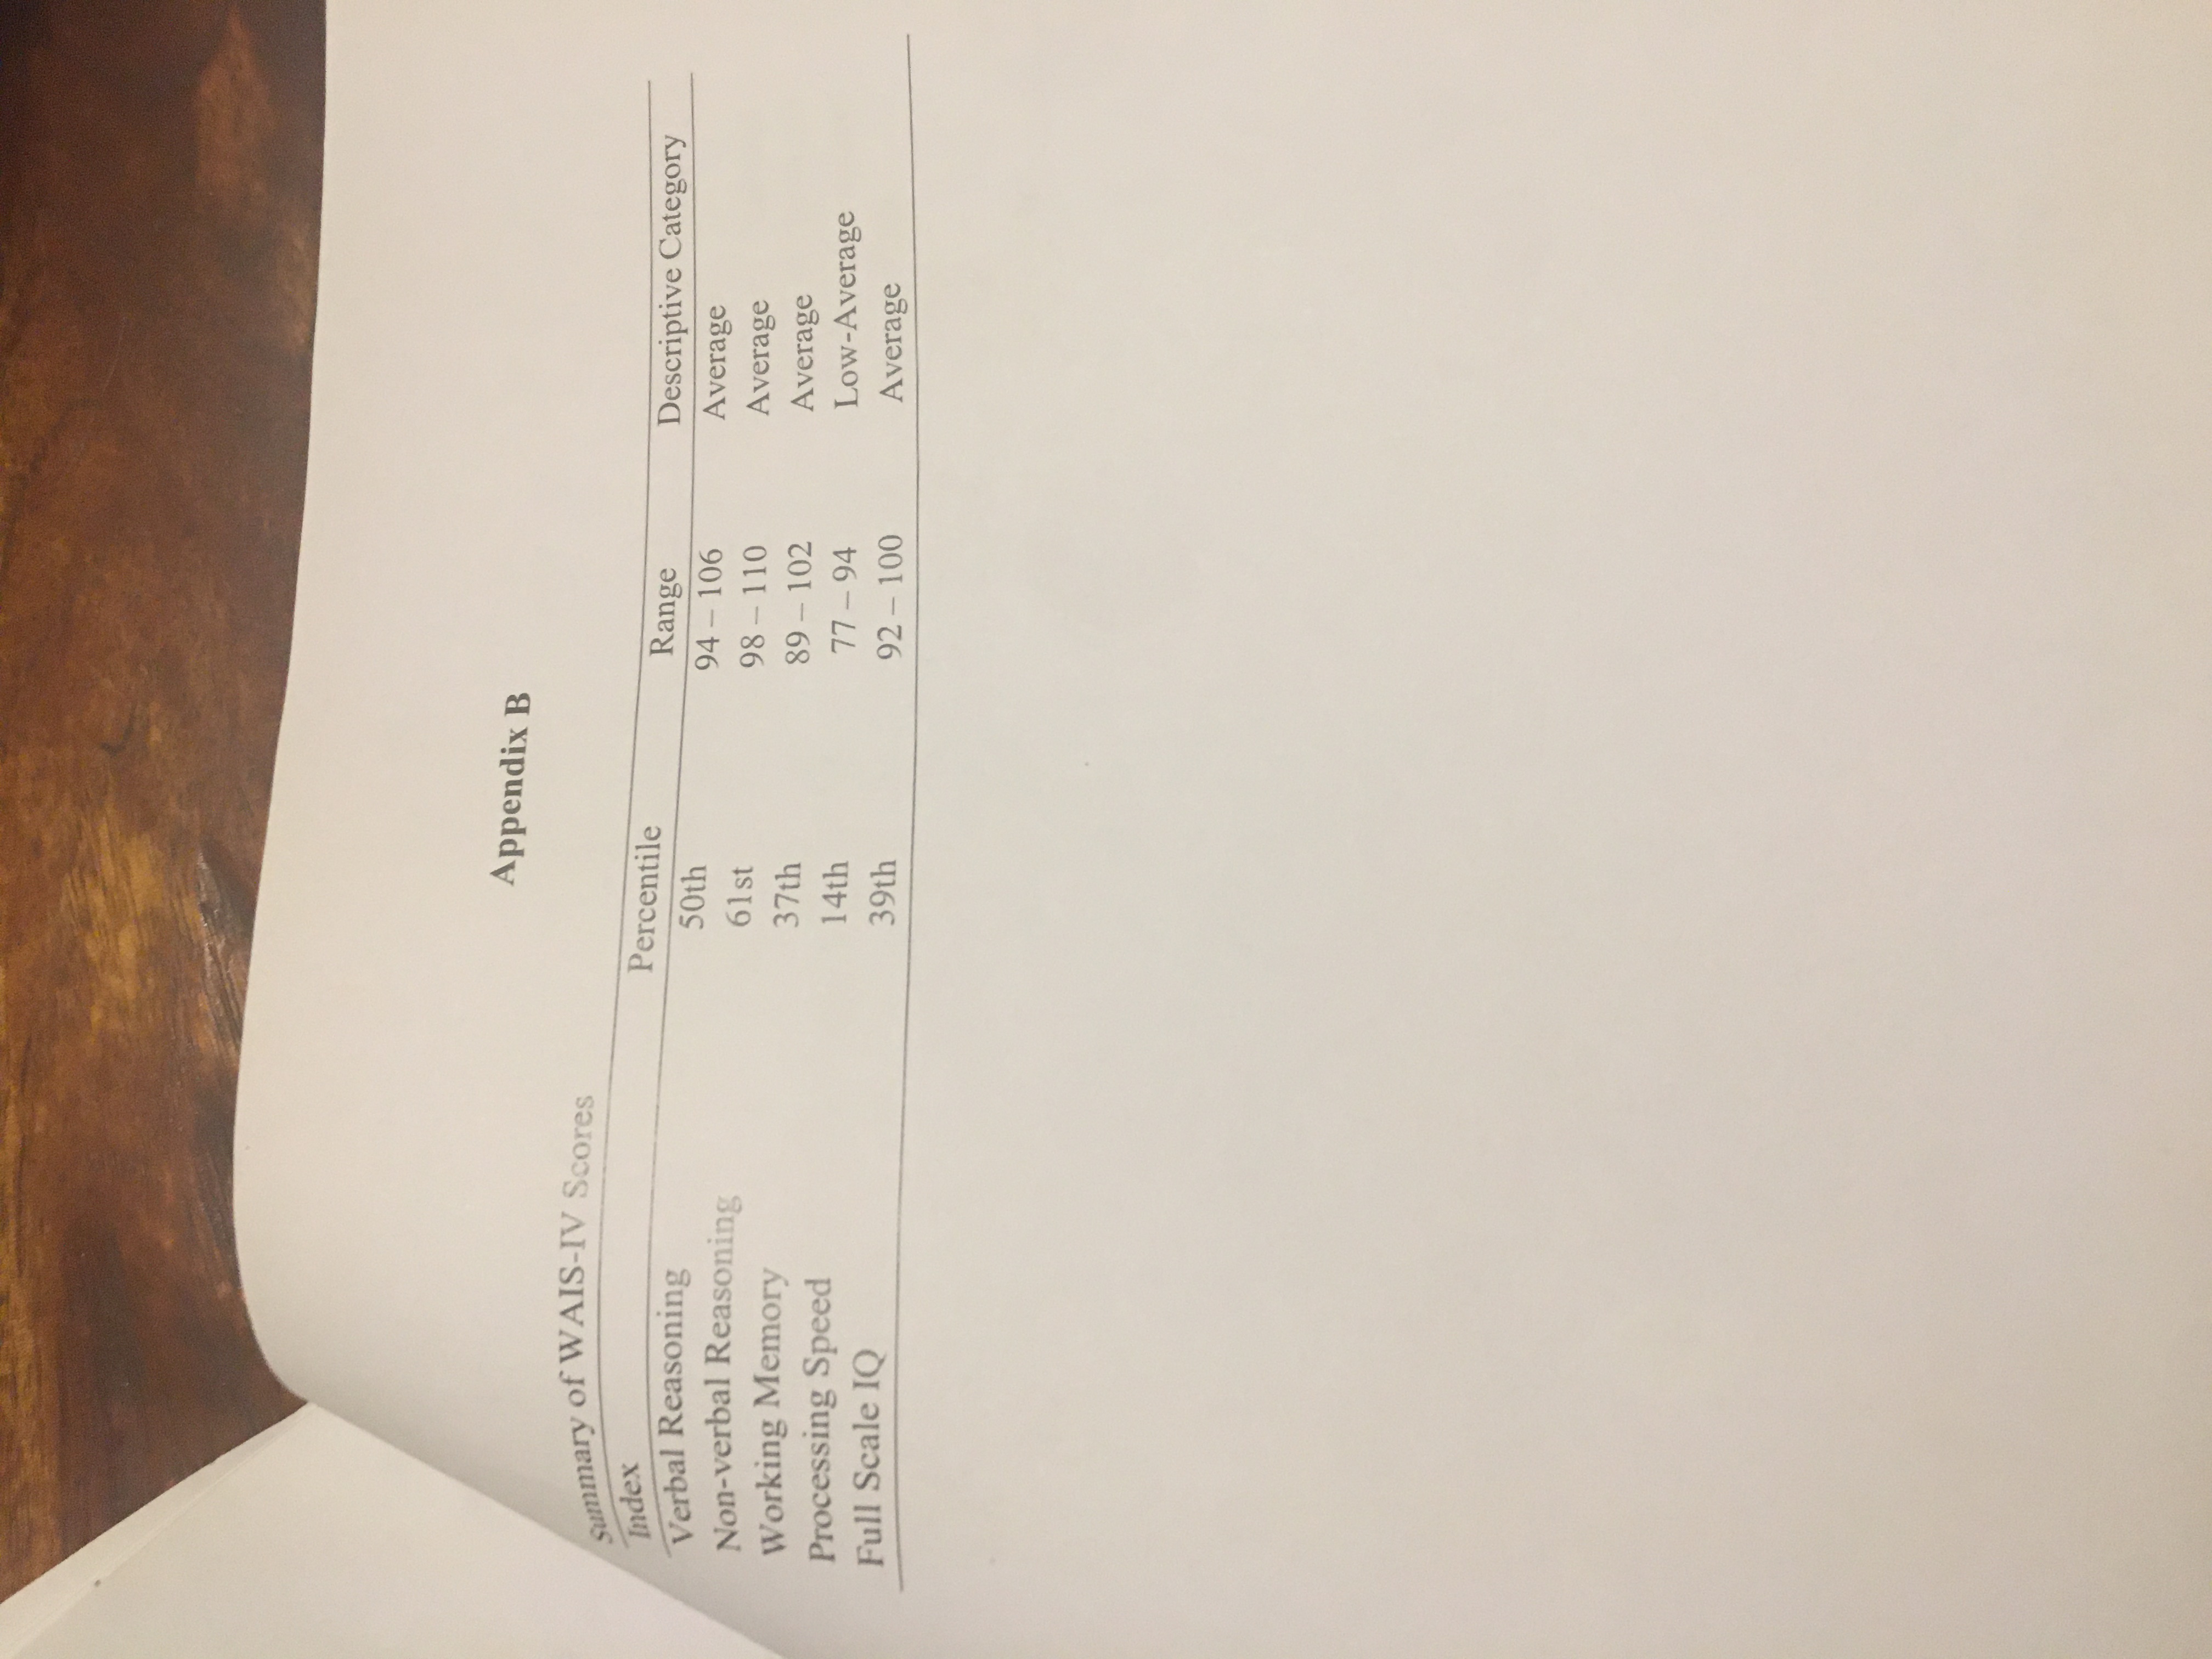 Appendix B
Summary of WAIS-IV Scores
Index Percentile Range Descriptive Category
Verbal Reasoning 50th 94 – 106 Average
Non-verbal Reasoning 61st 98 – 110 Average
Working Memory 37th 89 – 102 Average
Processing Speed 14th 77 – 94 Low-Average
Full Scale IQ 39th 92 – 100 Average